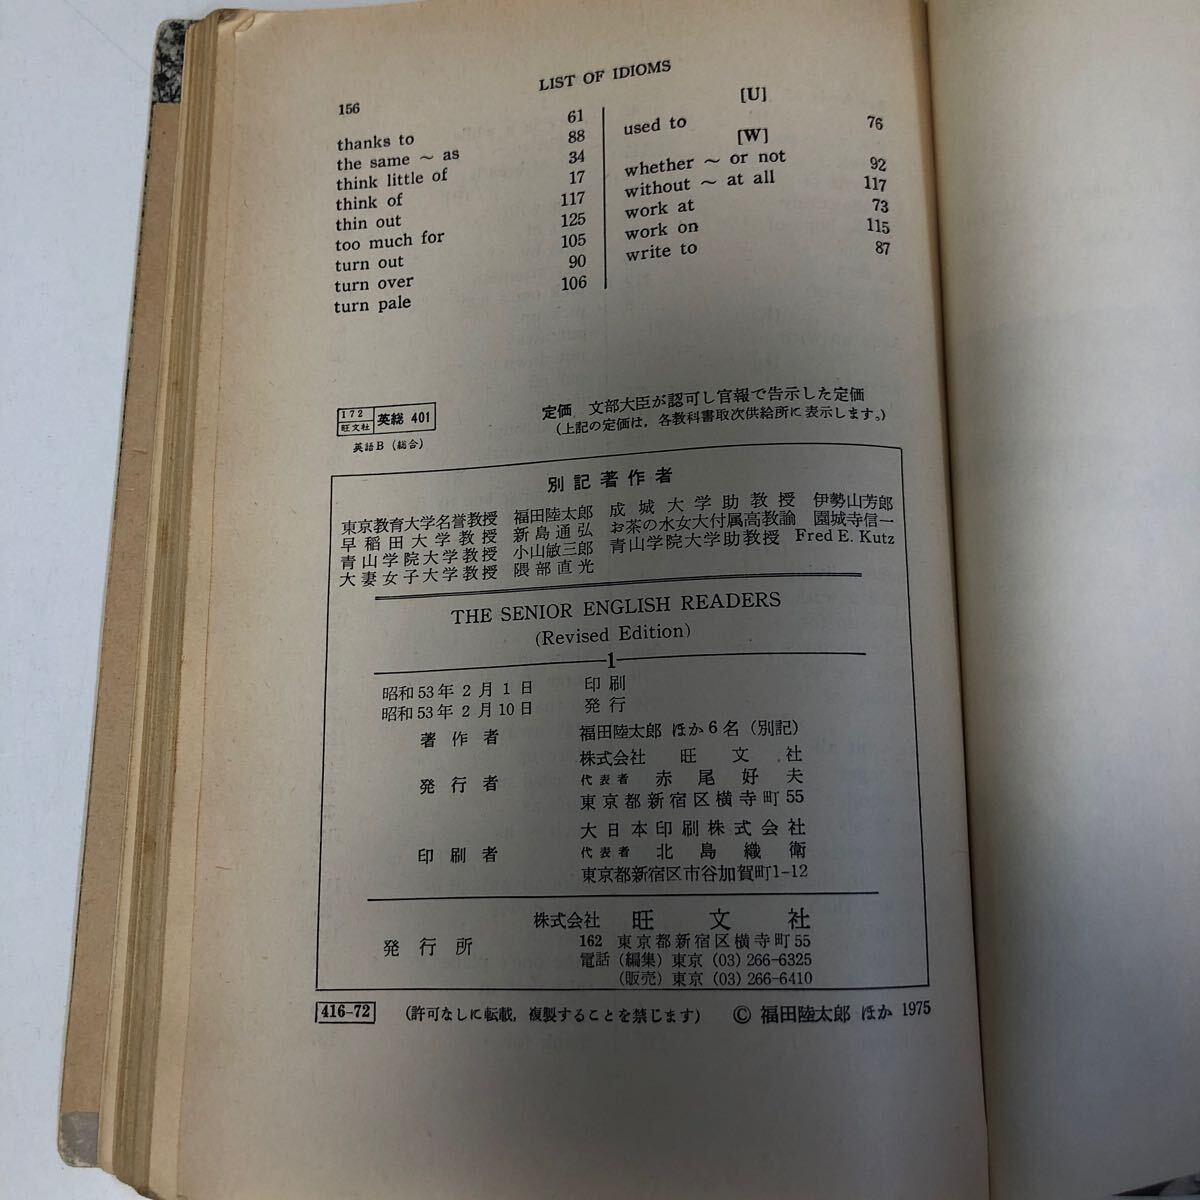 156
LIST OF IDIOMS
thanks to 61
the same ~ as 88
think little of 34
think of 17
thin out 117
too much for 125
turn out 105
turn over 90
turn pale 106
[U]
used to 76
[W]
whether ~ or not 92
without ~ at all 117
work at 73
work on 115
write to 87
172
旺文社
英総 401
英語B (総合)
定価 文部大臣が認可し官報で告示した定価
(上記の定価は, 各教科書取次供給所に表示します。)
別記著作者
東京教育大学名誉教授 福田陸太郎 成城大学助教授 伊勢山芳郎
早稲田大学教授 新島通弘 お茶の水女大付属高教諭 園城寺信一
青山学院大学教授 小山敏三郎 青山学院大学助教授 Fred E. Kutz
大妻女子大学教授 隈部直光
THE SENIOR ENGLISH READERS
(Revised Edition)
1
昭和53年2月1日 印刷
昭和53年2月10日 発行
著作者 福田陸太郎 ほか6名 (別記)
株式会社 旺文社
発行者 代表者 赤尾好夫
東京都新宿区横寺町55
大日本印刷株式会社
印刷者 代表者 北島織衛
東京都新宿区市谷加賀町1-12
株式会社 旺文社
発行所 162 東京都新宿区横寺町55
電話 (編集) 東京 (03) 266-6325
(販売) 東京 (03) 266-6410
416-72 (許可なしに転載, 複製することを禁じます) © 福田陸太郎 ほか 1975